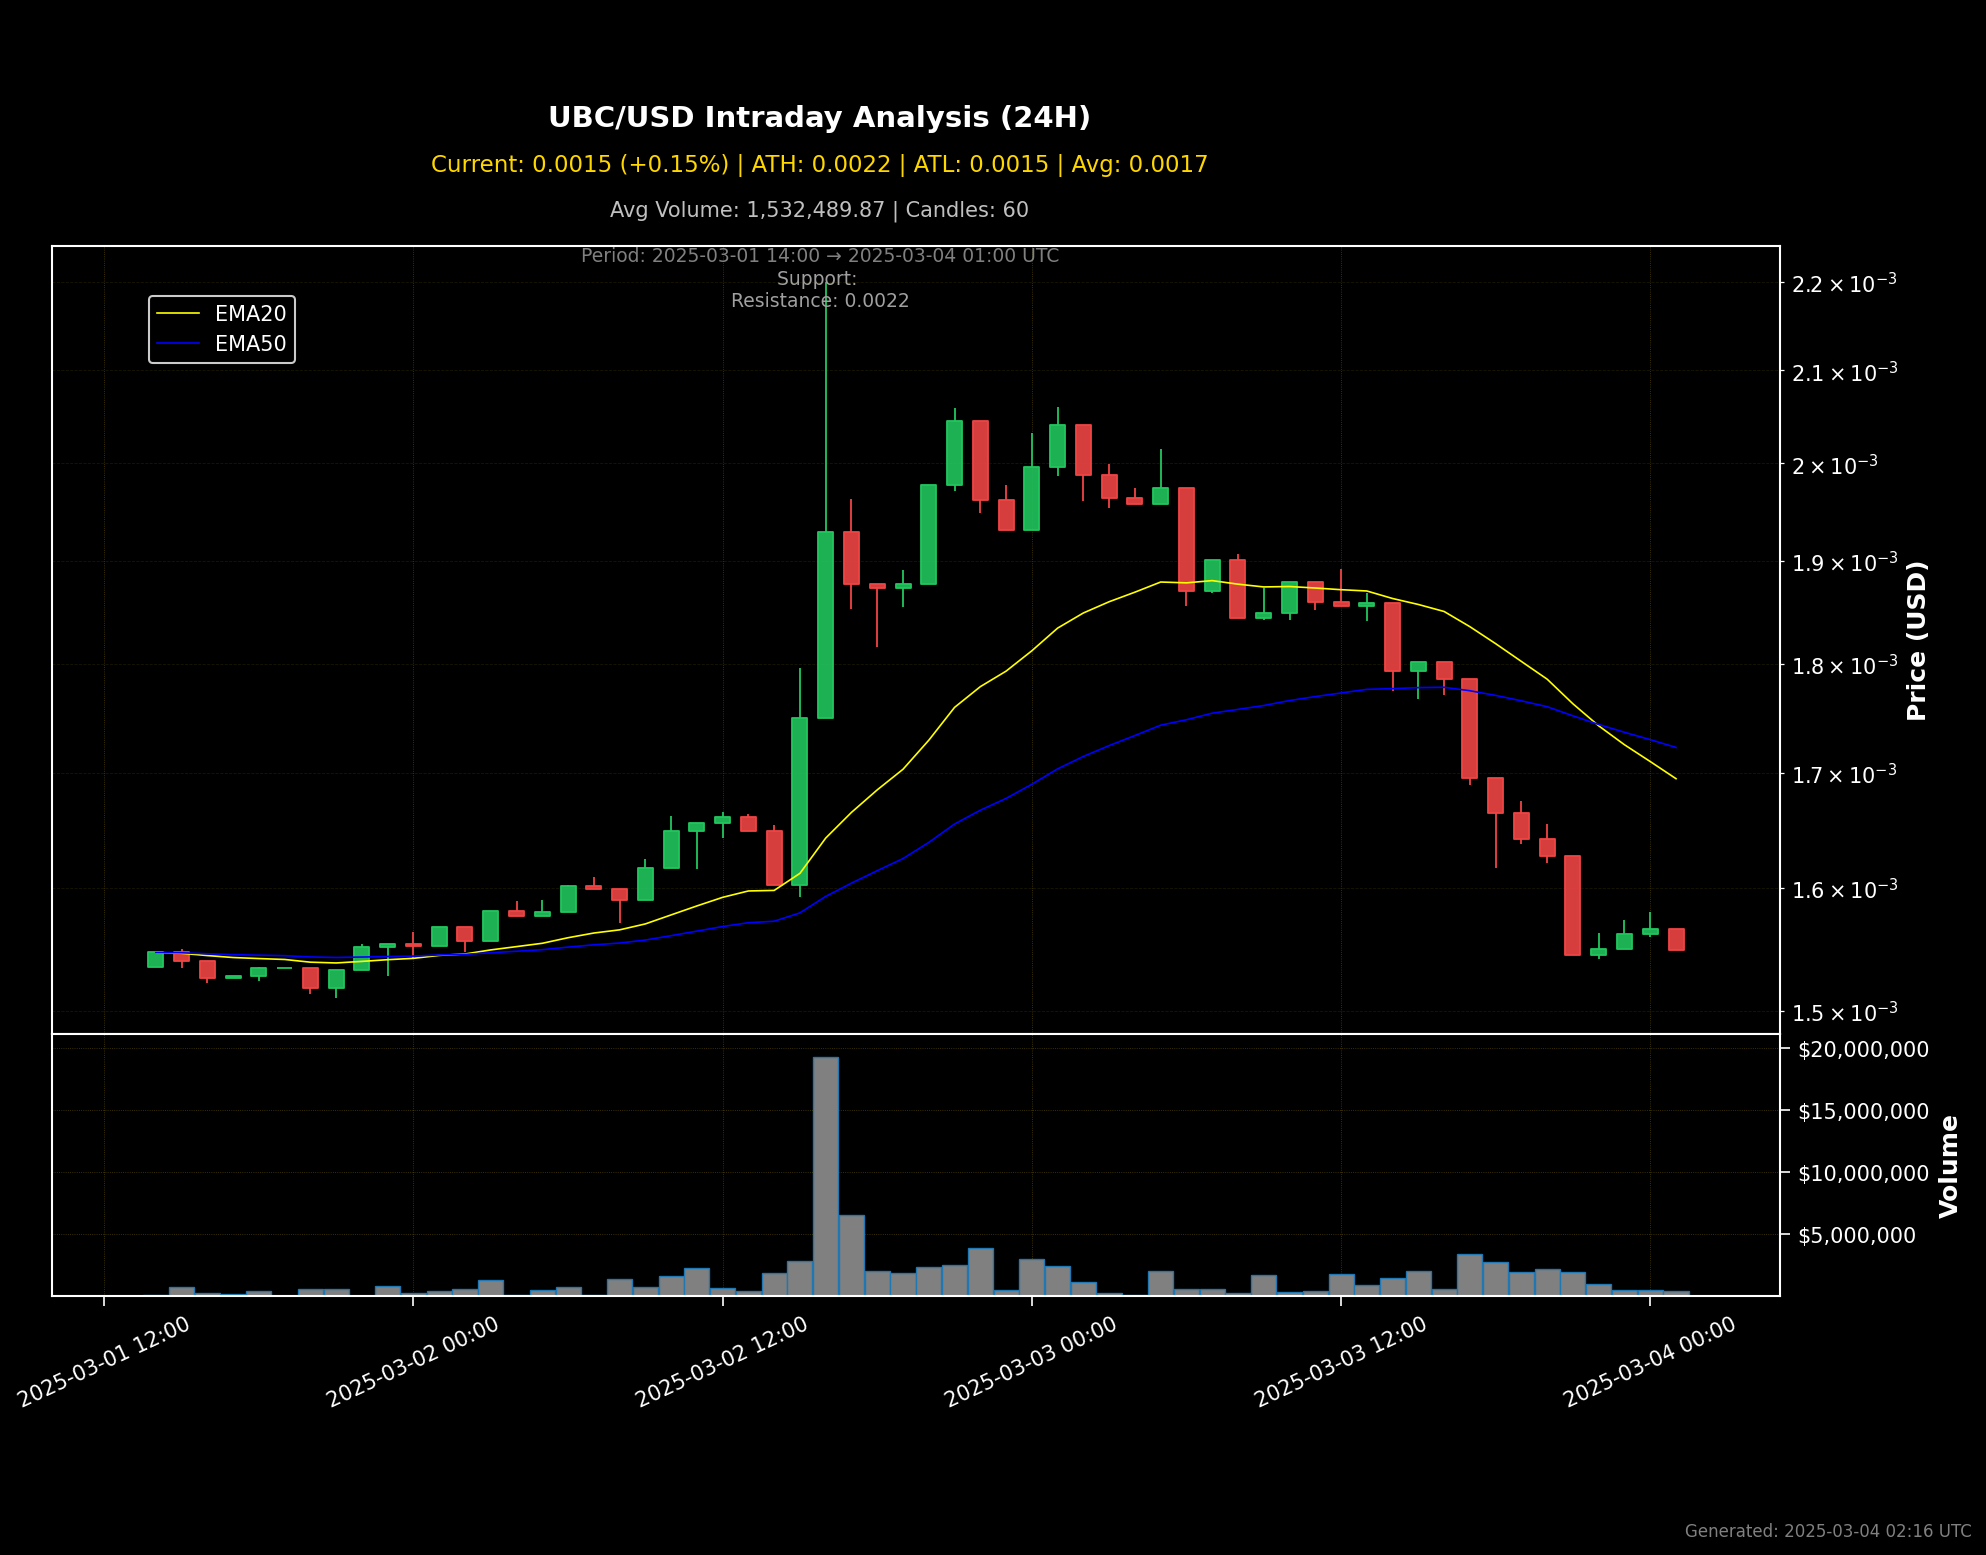 UBC/USD Intraday Analysis (24H)
Current: 0.0015 (+0.15%) | ATH: 0.0022 | ATL: 0.0015 | Avg: 0.0017
Avg Volume: 1,532,489.87 | Candles: 60
Period: 2025-03-01 14:00 → 2025-03-04 01:00 UTC
Support:
Resistance: 0.0022
EMA20
EMA50
2.2 × 10⁻³
2.1 × 10⁻³
2 × 10⁻³
1.9 × 10⁻³
1.8 × 10⁻³
1.7 × 10⁻³
1.6 × 10⁻³
1.5 × 10⁻³
Price (USD)
$20,000,000
$15,000,000
$10,000,000
$5,000,000
Volume
2025-03-01 12:00
2025-03-02 00:00
2025-03-02 12:00
2025-03-03 00:00
2025-03-03 12:00
2025-03-04 00:00
Generated: 2025-03-04 02:16 UTC